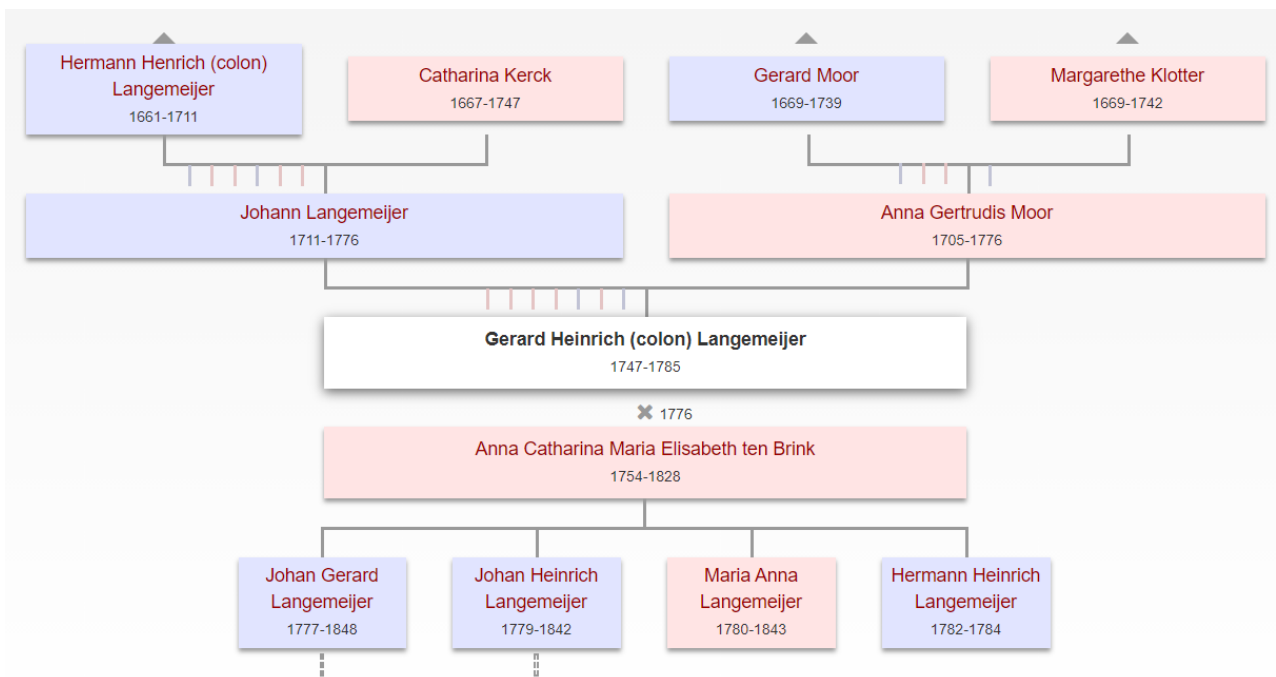 Hermann Henrich (colon)
Langemeijer
1661-1711
Catharina Kerck
1667-1747
Gerard Moor
1669-1739
Margarethe Klotter
1669-1742
Johann Langemeijer
1711-1776
Anna Gertrudis Moor
1705-1776
Gerard Heinrich (colon) Langemeijer
1747-1785
1776
Anna Catharina Maria Elisabeth ten Brink
1754-1828
Johan Gerard
Langemeijer
1777-1848
Johan Heinrich
Langemeijer
1779-1842
Maria Anna
Langemeijer
1780-1843
Hermann Heinrich
Langemeijer
1782-1784